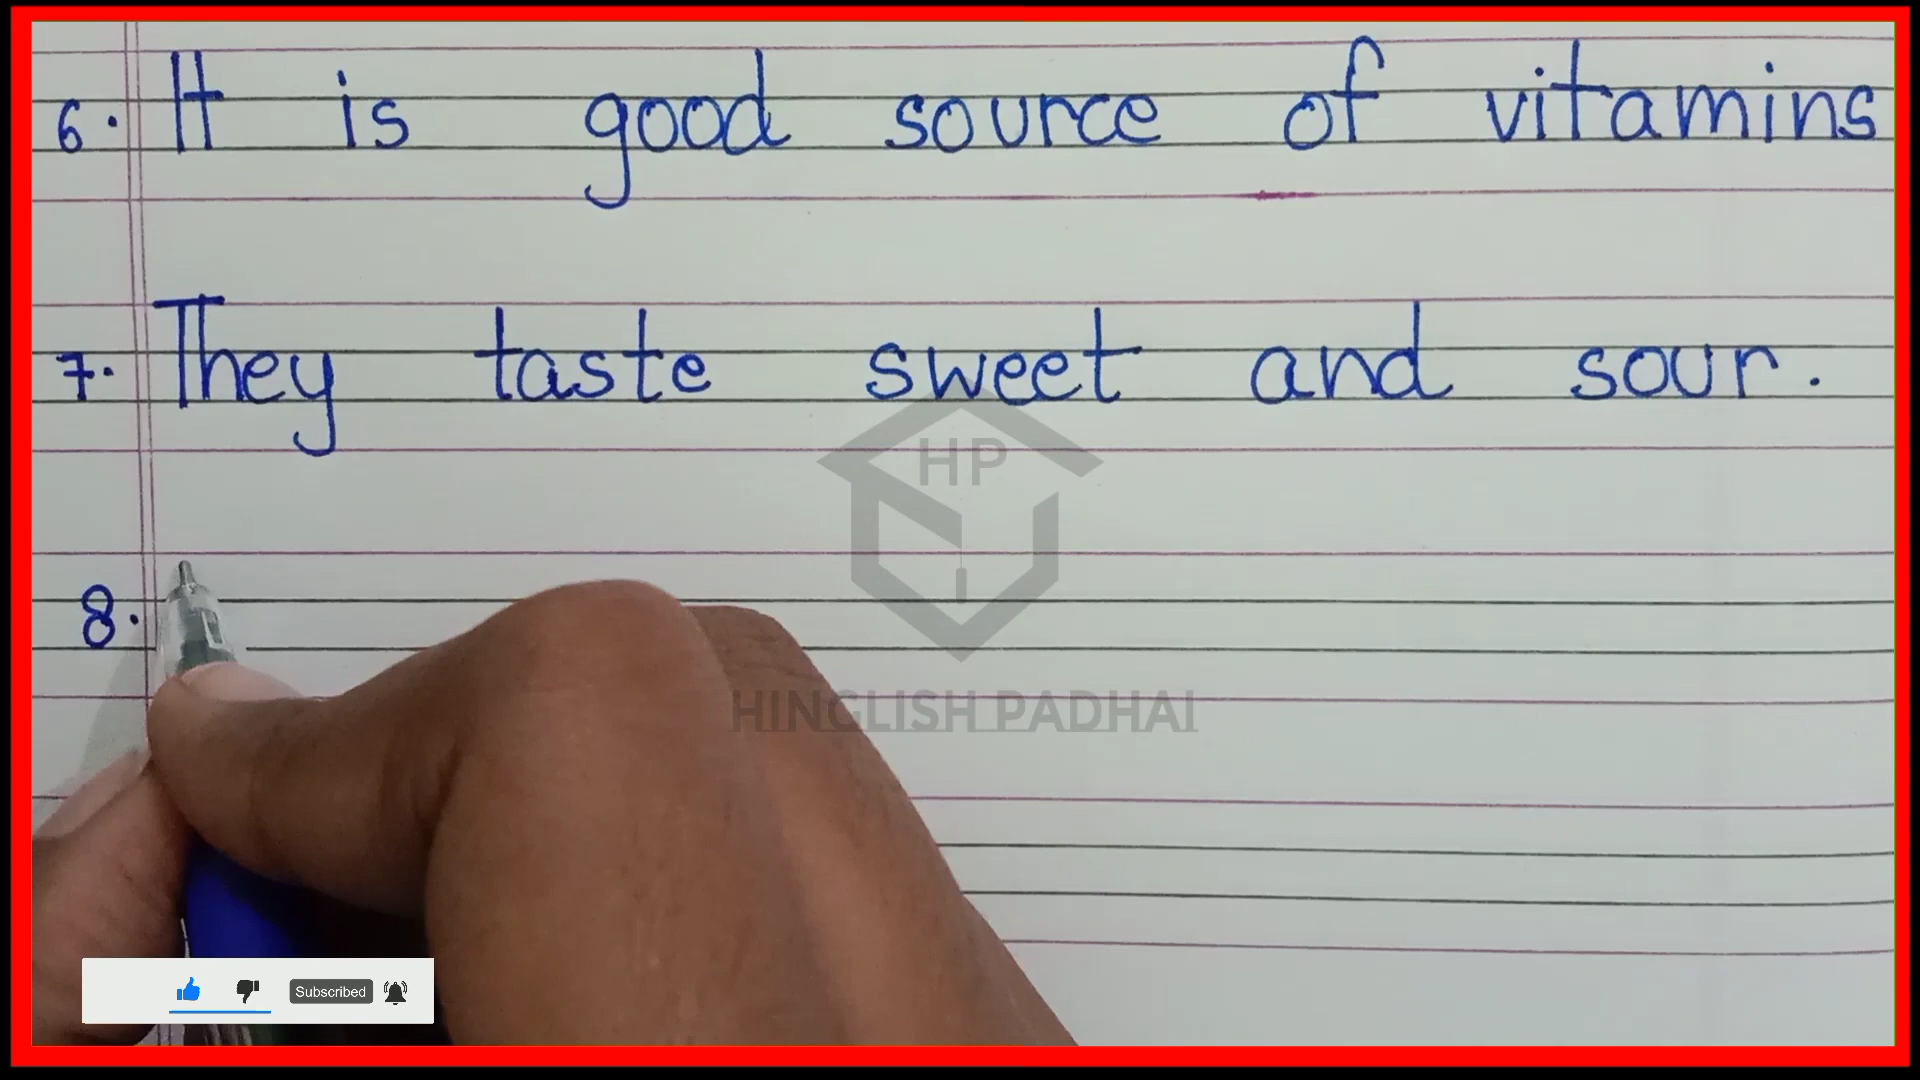 6. It is good source of vitamins
7. They taste sweet and sour.
HP
8.
HINGLISH PADHAI
Subscribed